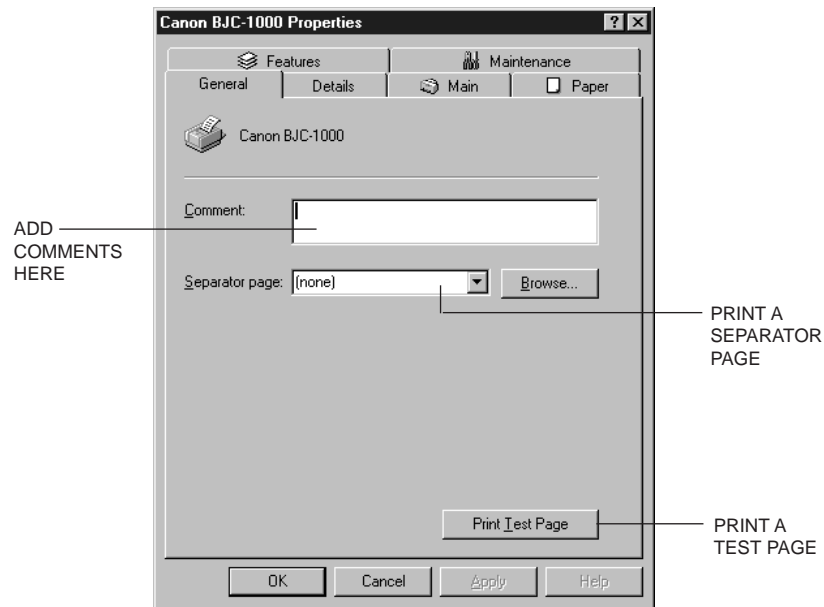 Canon BJC-1000 Properties
Features
Maintenance
General
Details
Main
Paper
Canon BJC-1000
Comment:
ADD
COMMENTS
HERE
Separator page:
(none)
Browse...
PRINT A
SEPARATOR
PAGE
Print Test Page
PRINT A
TEST PAGE
OK
Cancel
Apply
Help